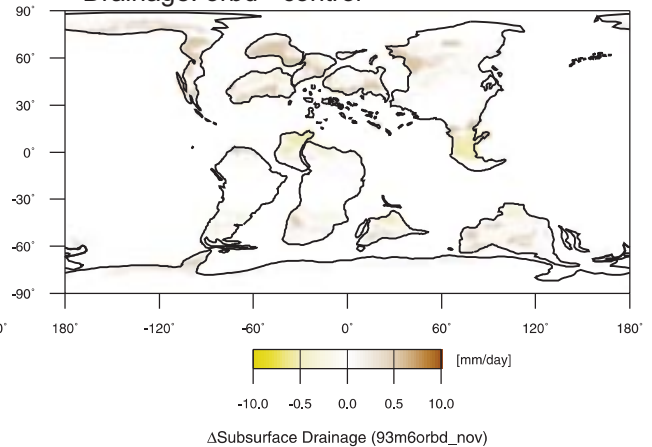 Drainage: orbd - control
90˚
60˚
30˚
0˚
-30˚
-60˚
-90˚
0˚
180˚ -120˚ -60˚ 0˚ 60˚ 120˚ 180˚
[mm/day]
-10.0 -0.5 0.0 0.5 10.0
ΔSubsurface Drainage (93m6orbd_nov)